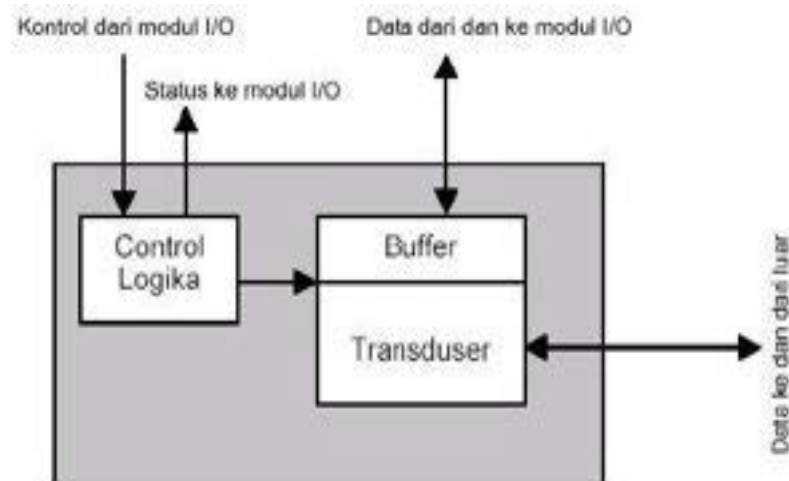 Kontrol dari modul I/O
Data dari dan ke modul I/O
Status ke modul I/O
Control
Logika
Buffer
Transduser
Data ke dan dari luar